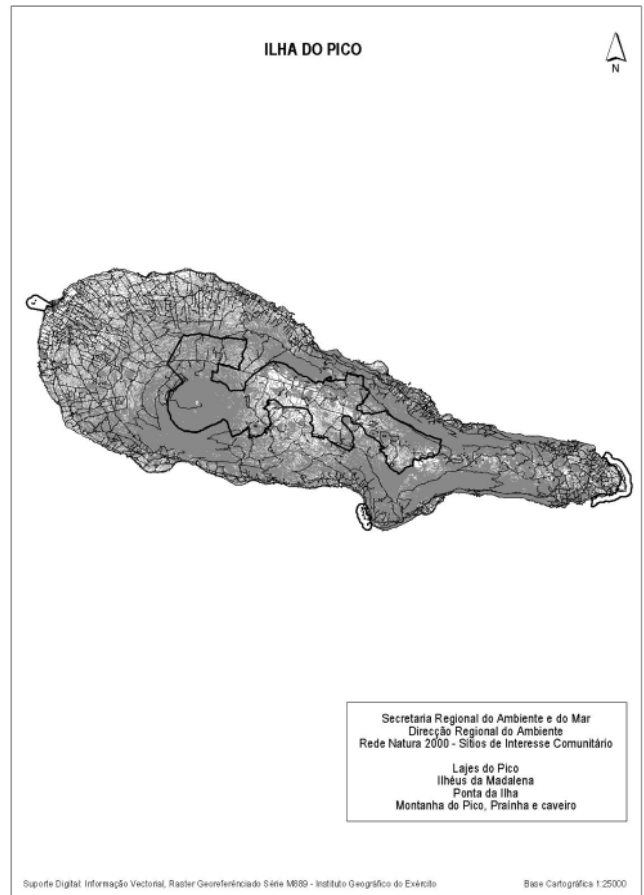 ILHA DO PICO
N
Secretaria Regional do Ambiente e do Mar
Direcção Regional do Ambiente
Rede Natura 2000 - Sítios de Interesse Comunitário
Lajes do Pico
Ilhéus da Madalena
Ponta da Ilha
Montanha do Pico, Prainha e caveiro
Suporte Digital: Informação Vectorial, Raster Georeferênciado Série M889 - Instituto Geográfico do Exército
Base Cartográfica 1:25000